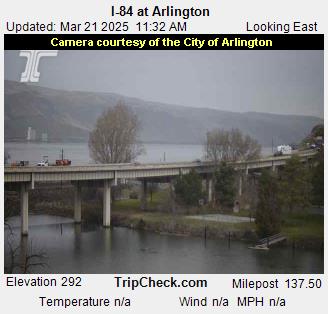 I-84 at Arlington
Updated: Mar 21 2025 11:32 AM Looking East
Camera courtesy of the City of Arlington
Elevation 292 TripCheck.com Milepost 137.50
Temperature n/a Wind n/a MPH n/a